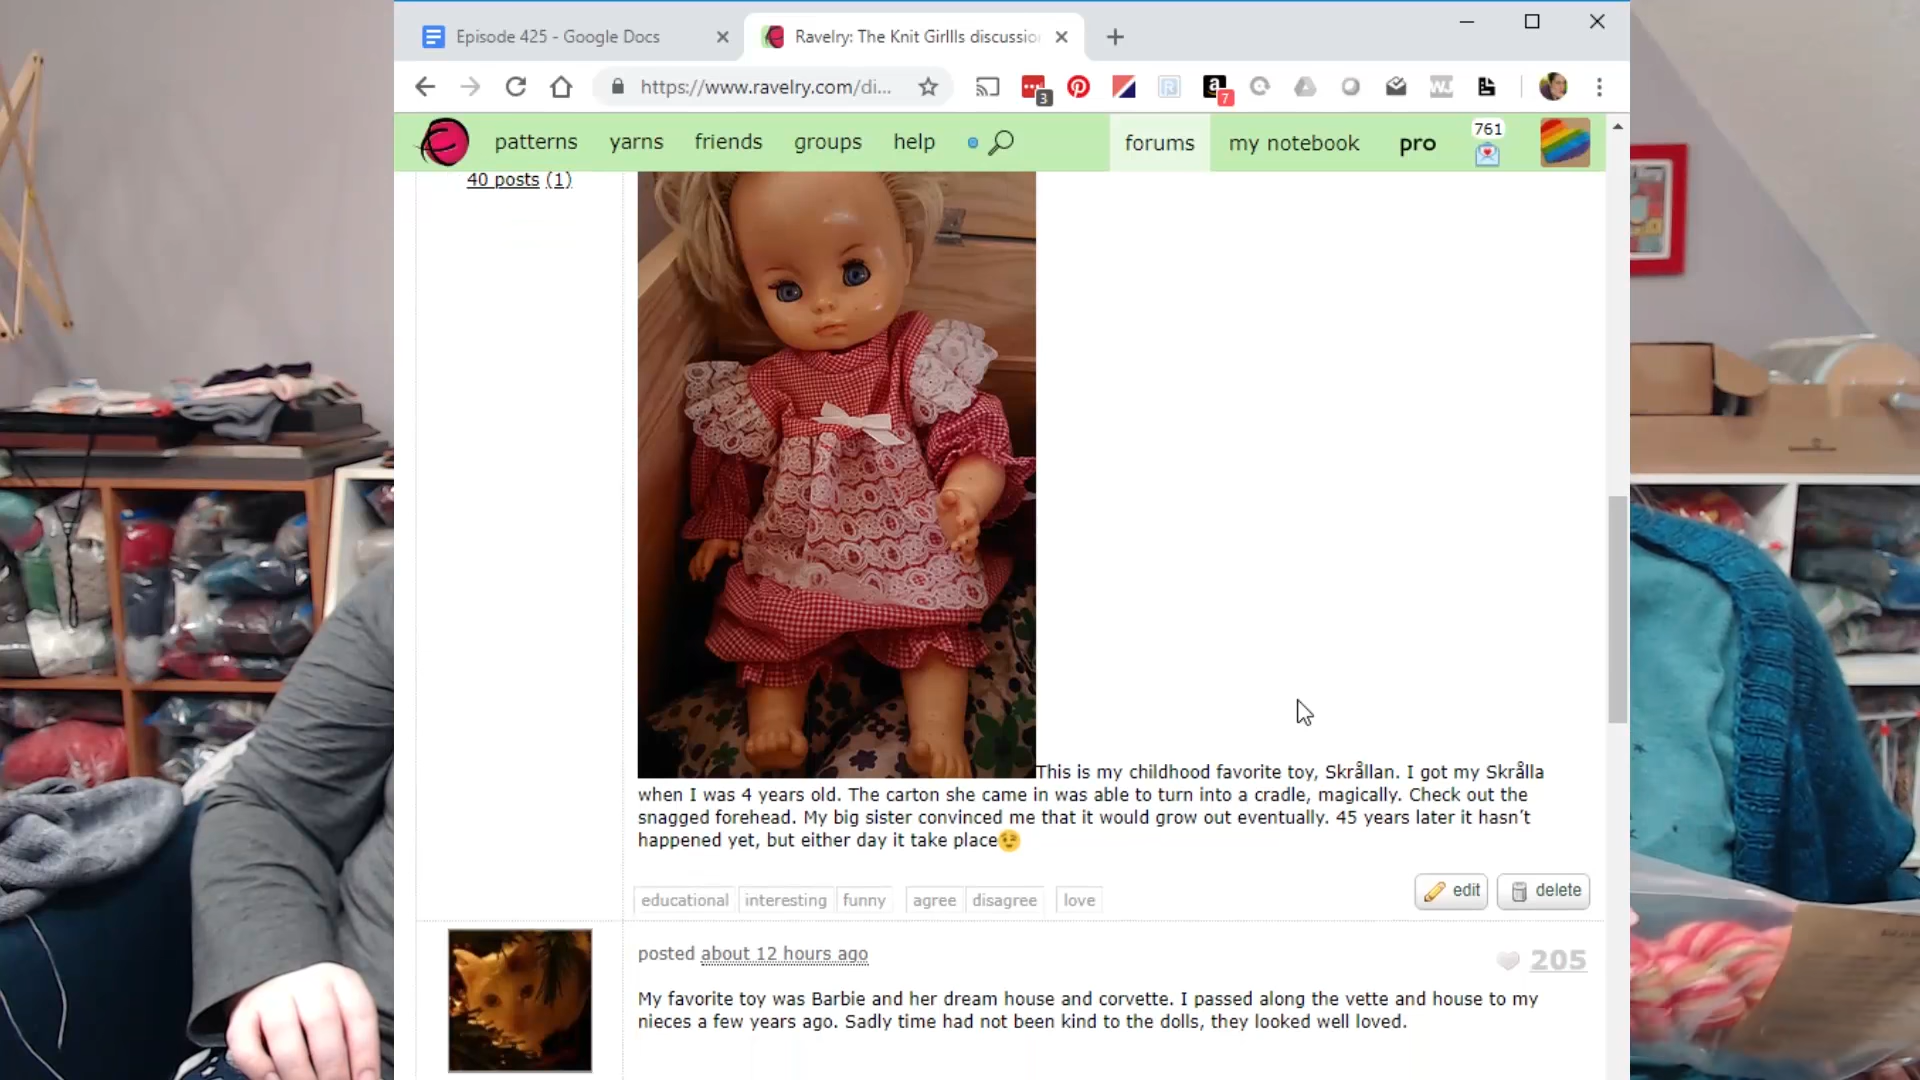 Episode 425 - Google Docs
Ravelry: The Knit Girllls discussio
https://www.ravelry.com/di...
3
7
patterns yarns friends groups help forums my notebook pro 761
40 posts (1)
This is my childhood favorite toy, Skrållan. I got my Skrålla
when I was 4 years old. The carton she came in was able to turn into a cradle, magically. Check out the
snagged forehead. My big sister convinced me that it would grow out eventually. 45 years later it hasn't
happened yet, but either day it take place😉
educational interesting funny agree disagree love
edit delete
posted about 12 hours ago
205
My favorite toy was Barbie and her dream house and corvette. I passed along the vette and house to my
nieces a few years ago. Sadly time had not been kind to the dolls, they looked well loved.